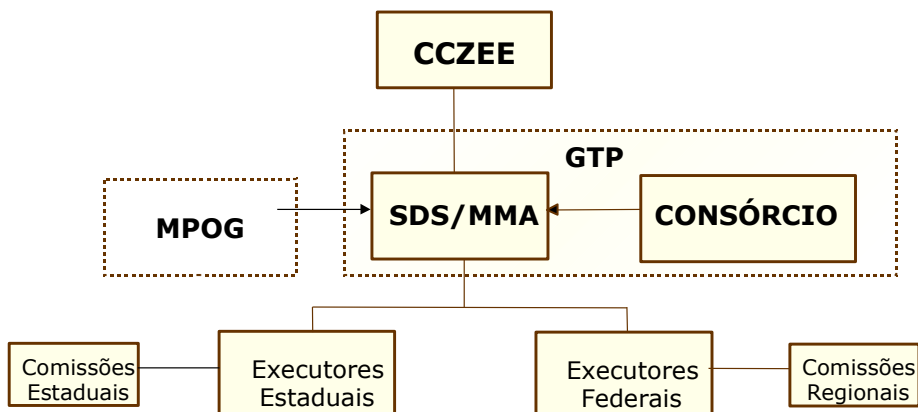 CCZEE
GTP
MPOG
SDS/MMA
CONSÓRCIO
Comissões
Estaduais
Executores
Estaduais
Executores
Federais
Comissões
Regionais